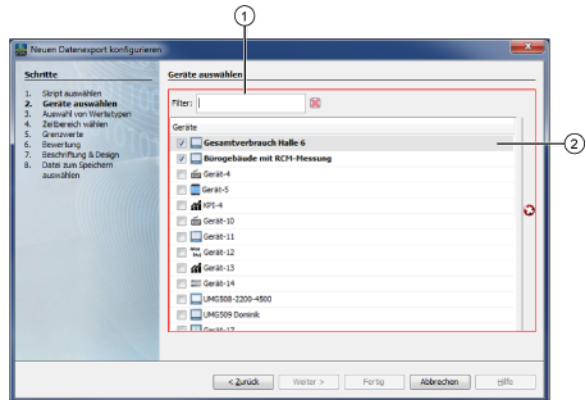 1
Neuen Datenexport konfigurieren
Schritte
1. Skript auswählen
2. Geräte auswählen
3. Auswahl von Wertetypen
4. Zeitbereich wählen
5. Grenzwerte
6. Bewertung
7. Beschriftung & Design
8. Datei zum Speichern auswählen
Geräte auswählen
Filter:
Geräte
Gesamtverbrauch Halle 6
2
Bürogebäude mit RCM-Messung
Gerät-4
Gerät-5
KPI-4
Gerät-10
Gerät-11
Gerät-12
Gerät-13
Gerät-14
UMG508-2200-4500
UMG509 Dominik
Gerät-17
< Zurück
Weiter >
Fertig
Abbrechen
Hilfe